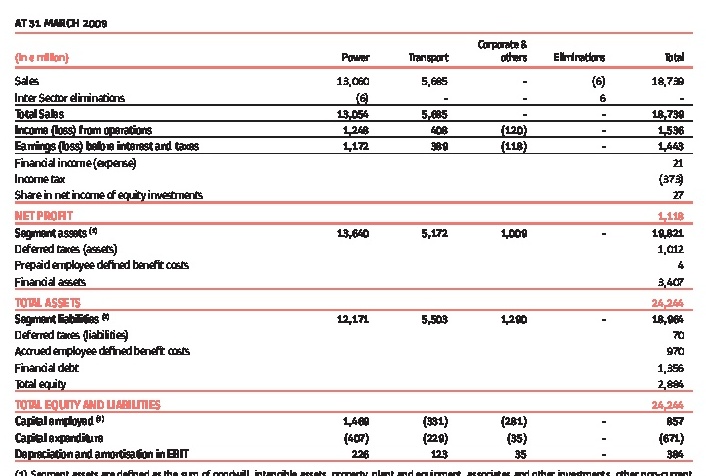 AT 31 MARCH 2009
(in € million) Power Transport Corporate & others Eliminations Total
Sales 13,060 5,685 - (6) 18,739
Inter Sector eliminations (6) - - 6 -
Total Sales 13,054 5,685 - - 18,739
Income (loss) from operations 1,248 408 (120) - 1,536
Earnings (loss) before interest and taxes 1,172 389 (118) - 1,443
Financial income (expense) 21
Income tax (373)
Share in net income of equity investments 27
NET PROFIT 1,118
Segment assets (1) 13,640 5,172 1,009 - 19,821
Deferred taxes (assets) 1,012
Prepaid employee defined benefit costs 4
Financial assets 3,407
TOTAL ASSETS 24,244
Segment liabilities (2) 12,171 5,503 1,290 - 18,964
Deferred taxes (liabilities) 70
Accrued employee defined benefit costs 970
Financial debt 1,356
Total equity 2,884
TOTAL EQUITY AND LIABILITIES 24,244
Capital employed (3) 1,469 (331) (281) - 857
Capital expenditure (407) (229) (35) - (671)
Depreciation and amortisation in EBIT 226 123 35 - 384
(1) Segment assets are defined as the sum of goodwill, intangible assets, property, plant and equipment, associates and other investments, other non-current